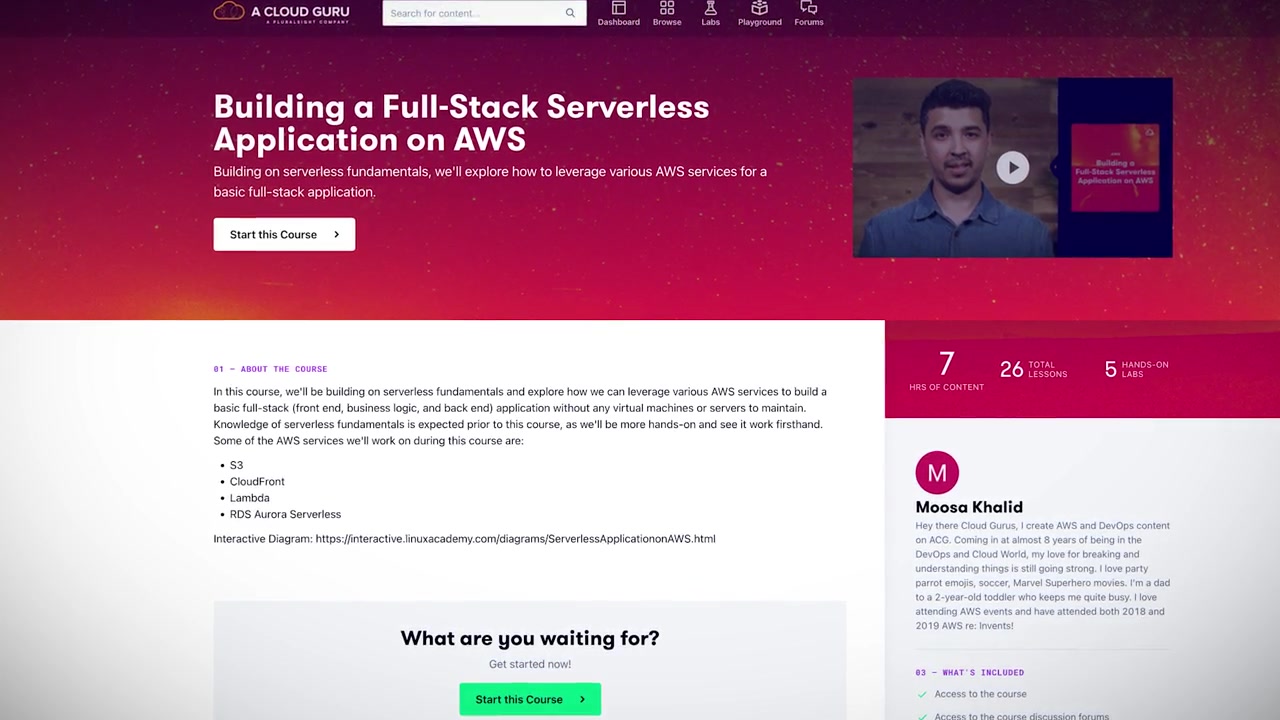 A CLOUD GURU
A PLURALSIGHT COMPANY
Search for content...
Dashboard
Browse
Labs
Playground
Forums
Building a Full-Stack Serverless
Application on AWS
Building on serverless fundamentals, we'll explore how to leverage various AWS services for a
basic full-stack application.
Start this Course
Building a
Full-Stack Serverless
Application on AWS
7
HRS OF CONTENT
26 TOTAL
LESSONS
5 HANDS-ON
LABS
01 – ABOUT THE COURSE
In this course, we'll be building on serverless fundamentals and explore how we can leverage various AWS services to build a
basic full-stack (front end, business logic, and back end) application without any virtual machines or servers to maintain.
Knowledge of serverless fundamentals is expected prior to this course, as we'll be more hands-on and see it work firsthand.
Some of the AWS services we'll work on during this course are:
• S3
• CloudFront
• Lambda
• RDS Aurora Serverless
Interactive Diagram: https://interactive.linuxacademy.com/diagrams/ServerlessApplicationonAWS.html
What are you waiting for?
Get started now!
Start this Course
M
Moosa Khalid
Hey there Cloud Gurus, I create AWS and DevOps content
on ACG. Coming in at almost 8 years of being in the
DevOps and Cloud World, my love for breaking and
understanding things is still going strong. I love party
parrot emojis, soccer, Marvel Superhero movies. I'm a dad
to a 2-year-old toddler who keeps me quite busy. I love
attending AWS events and have attended both 2018 and
2019 AWS re: Invents!
03 – WHAT'S INCLUDED
Access to the course
Access to the course discussion forums